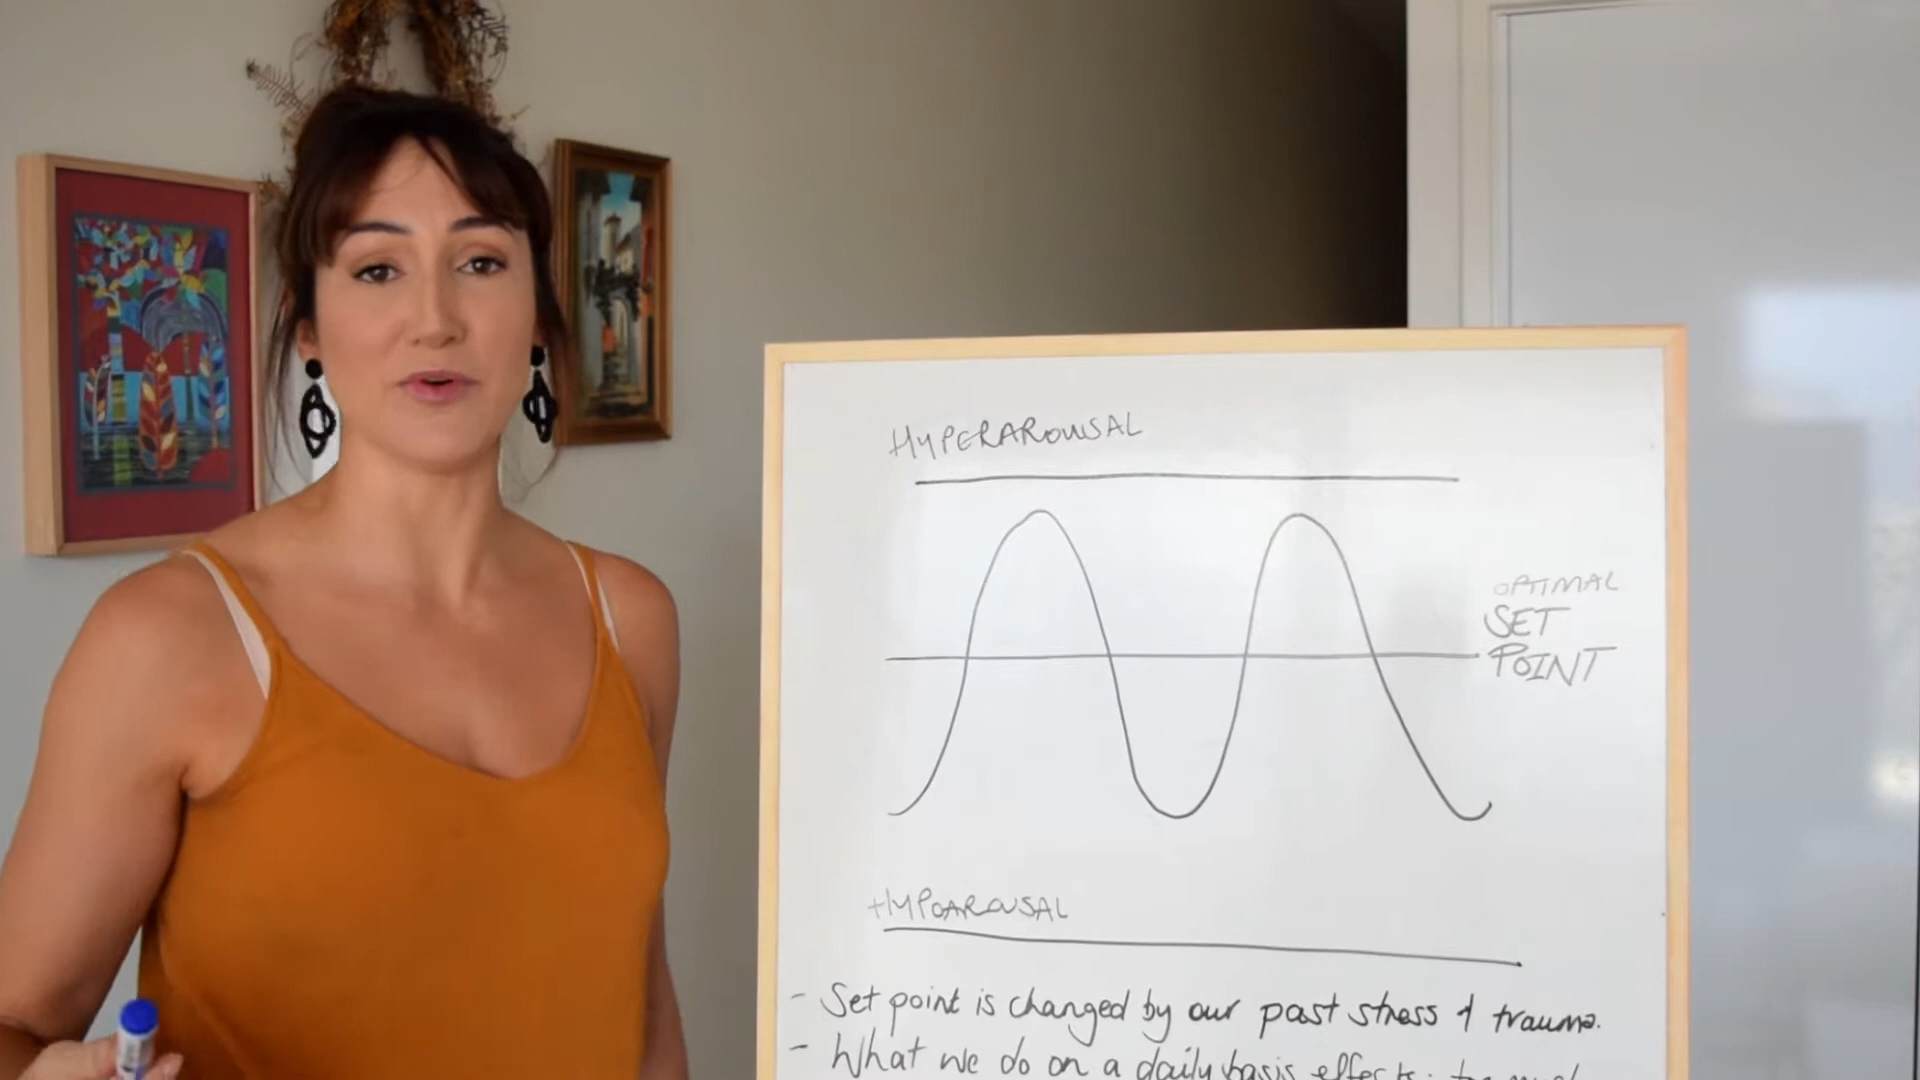 HYPERAROUSAL
OPTIMAL
SET
POINT
HYPOAROUSAL
- Set point is changed by our past stress & trauma.
- What we do on a daily basis effects